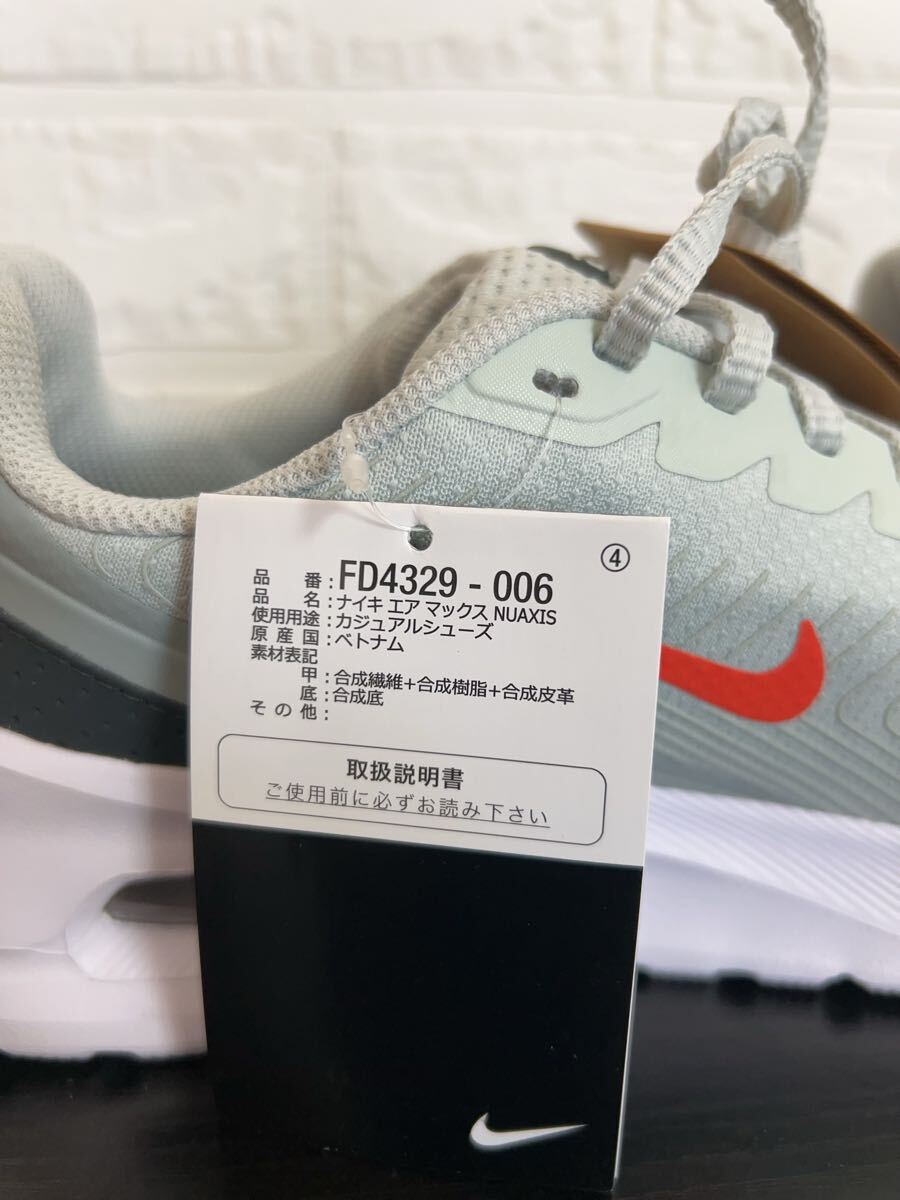 ④
品 番:FD4329 - 006
品 名:ナイキ エア マックス NUAXIS
使用用途:カジュアルシューズ
原 産 国:ベトナム
素材表記
甲:合成繊維+合成樹脂+合成皮革
底:合成底
そ の 他:
取扱説明書
ご使用前に必ずお読み下さい